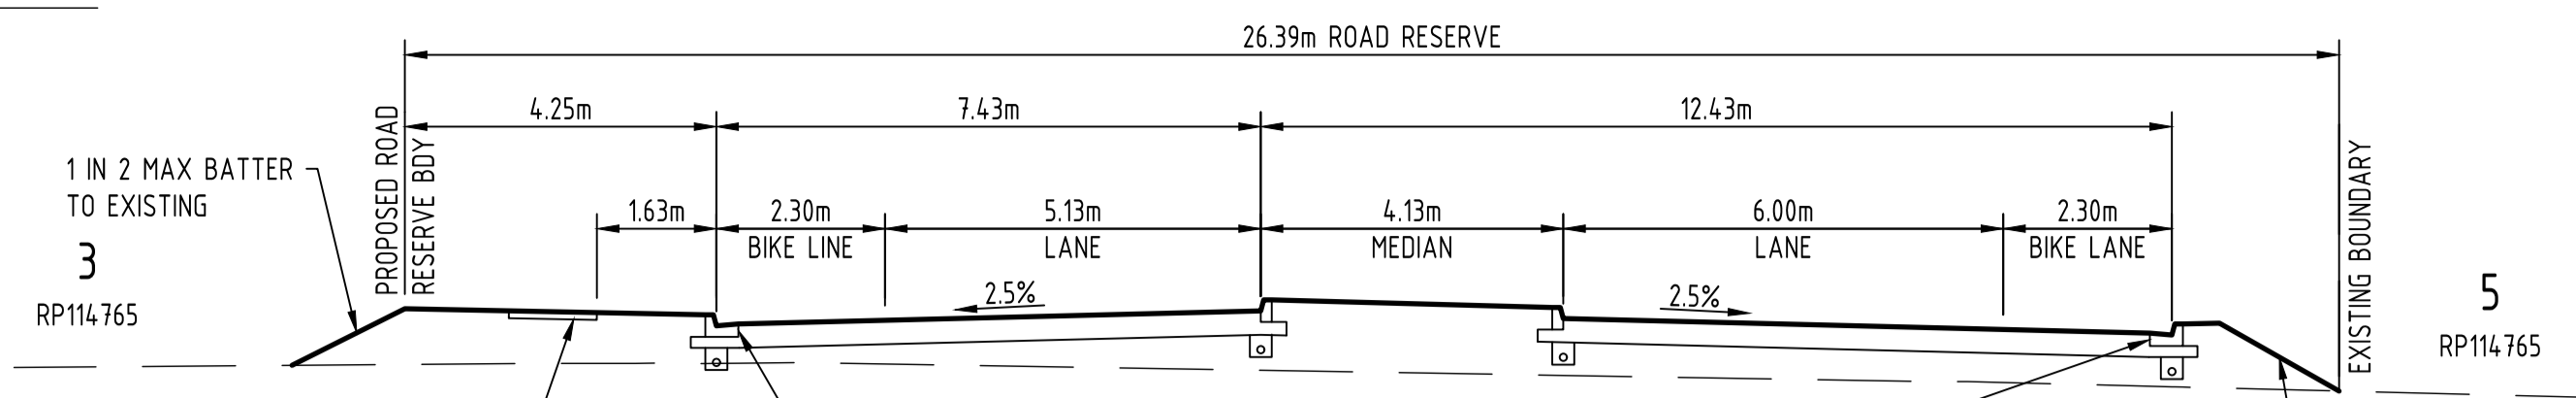 26.39m ROAD RESERVE
4.25m
7.43m
12.43m
1 IN 2 MAX BATTER
TO EXISTING
3
RP114765
PROPOSED ROAD
RESERVE BDY
1.63m
2.30m
BIKE LINE
5.13m
LANE
4.13m
MEDIAN
6.00m
LANE
2.30m
BIKE LANE
2.5%
2.5%
EXISTING BOUNDARY
5
RP114765